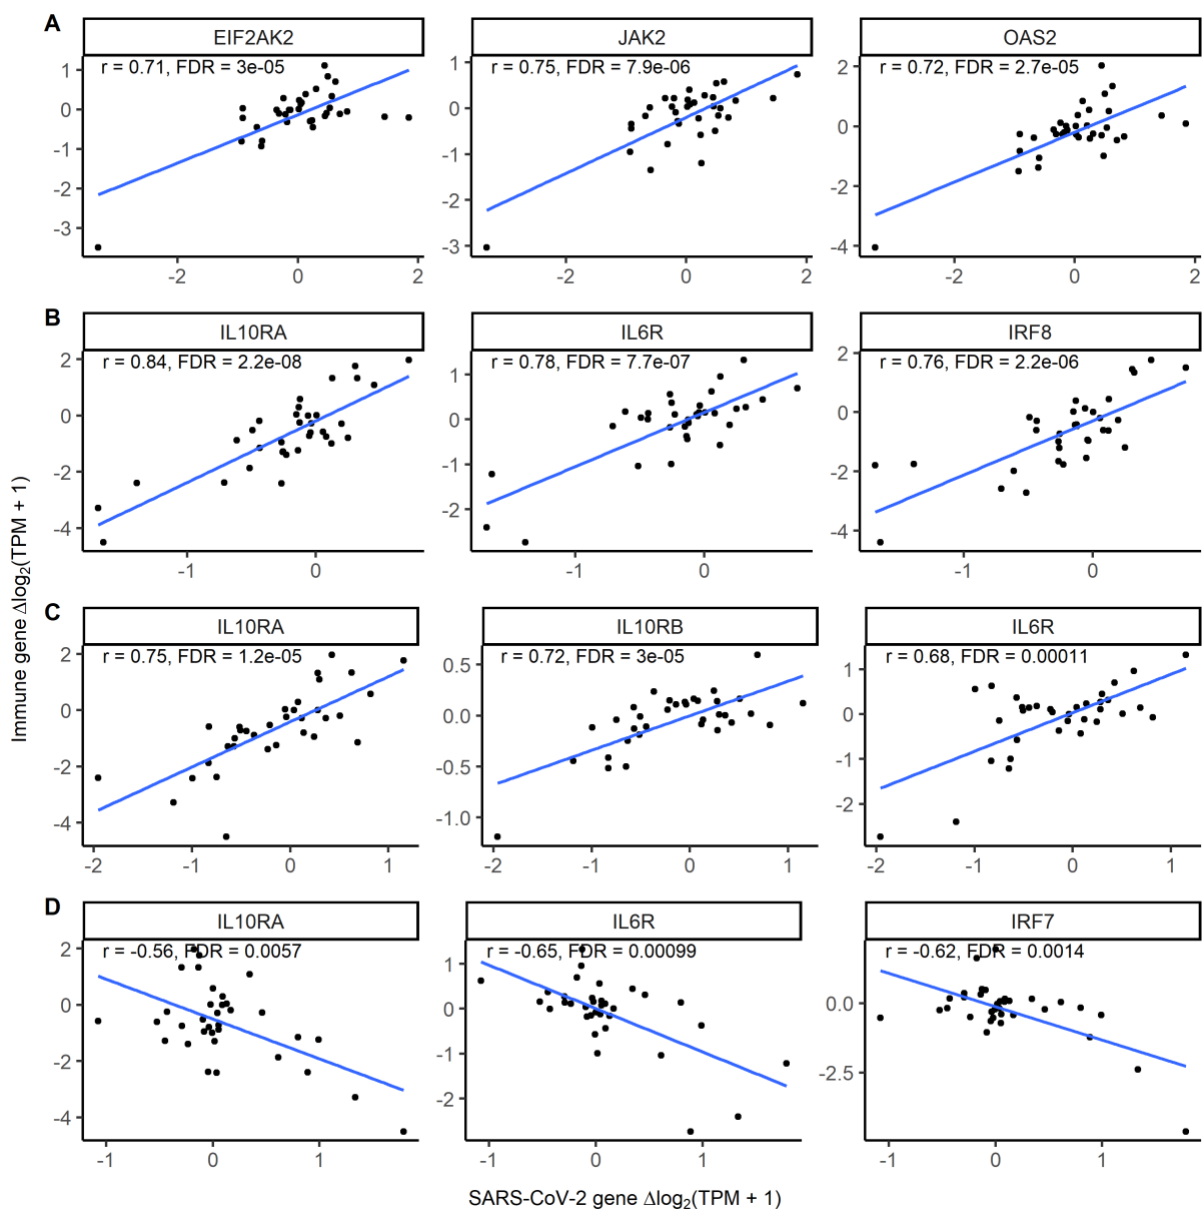 A
EIF2AK2
JAK2
OAS2
r = 0.71, FDR = 3e-05
r = 0.75, FDR = 7.9e-06
r = 0.72, FDR = 2.7e-05
1
0
-1
-2
-3
-2
0
2
1
0
-1
-2
-3
-2
0
2
2
0
-2
-4
-2
0
2
B
IL10RA
IL6R
IRF8
r = 0.84, FDR = 2.2e-08
r = 0.78, FDR = 7.7e-07
r = 0.76, FDR = 2.2e-06
2
0
-2
-4
-1
0
1
0
-1
-2
-1
0
2
0
-2
-4
-1
0
Immune gene Δlog₂(TPM + 1)
C
IL10RA
IL10RB
IL6R
r = 0.75, FDR = 1.2e-05
r = 0.72, FDR = 3e-05
r = 0.68, FDR = 0.00011
2
0
-2
-4
-2
-1
0
1
0.5
0.0
-0.5
-1.0
-2
-1
0
1
1
0
-1
-2
-2
-1
0
1
D
IL10RA
IL6R
IRF7
r = -0.56, FDR = 0.0057
r = -0.65, FDR = 0.00099
r = -0.62, FDR = 0.0014
2
0
-2
-4
-1
0
1
1
0
-1
-2
-1
0
1
0.0
-2.5
-1
0
1
SARS-CoV-2 gene Δlog₂(TPM + 1)